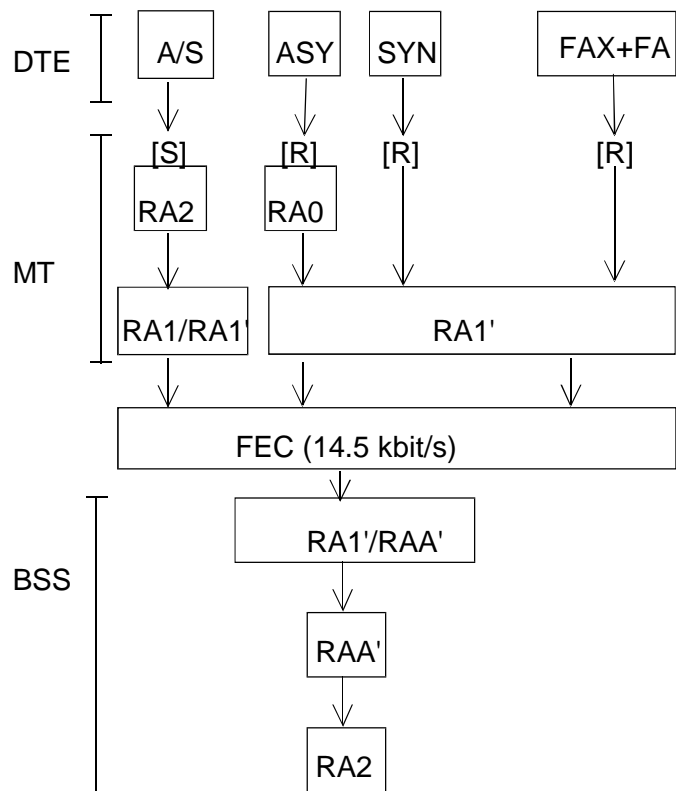 DTE A/S ASY SYN FAX+FA
[S] [R] [R] [R]
RA2 RA0
MT
RA1/RA1' RA1'
FEC (14.5 kbit/s)
RA1'/RAA'
BSS
RAA'
RA2